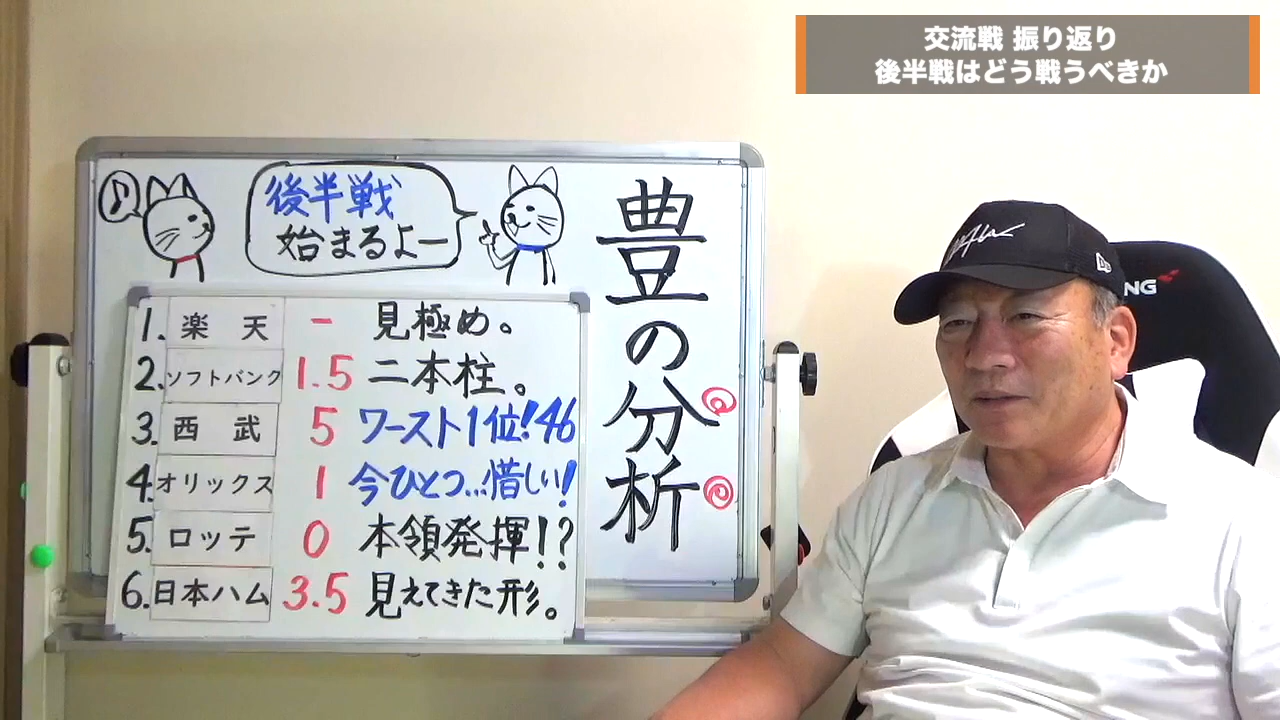 交流戦 振り返り
後半戦はどう戦うべきか
後半戦
始まるよー
豊の分析
1. 楽天 - 見極め。
2. ソフトバンク 1.5 二本柱。
3. 西武 5 ワースト1位!46
4. オリックス 1 今ひとつ...惜しい!
5. ロッテ 0 本領発揮!?
6. 日本ハム 3.5 見えてきた形。